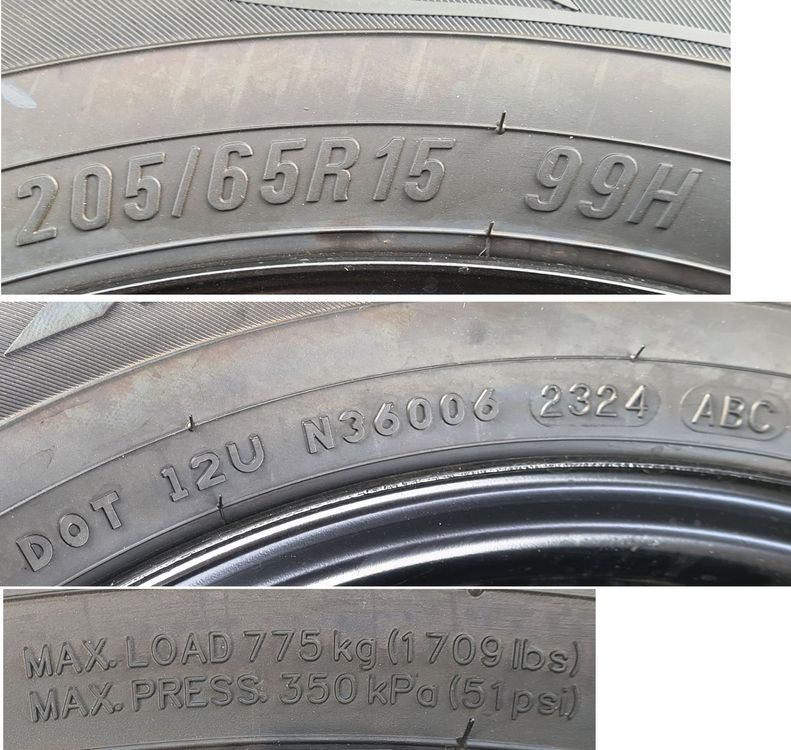 205/65R15 99H
DOT 12U N36006 2324 ABC
MAX. LOAD 775 kg (1709 lbs)
MAX. PRESS. 350 kPa (51 psi)